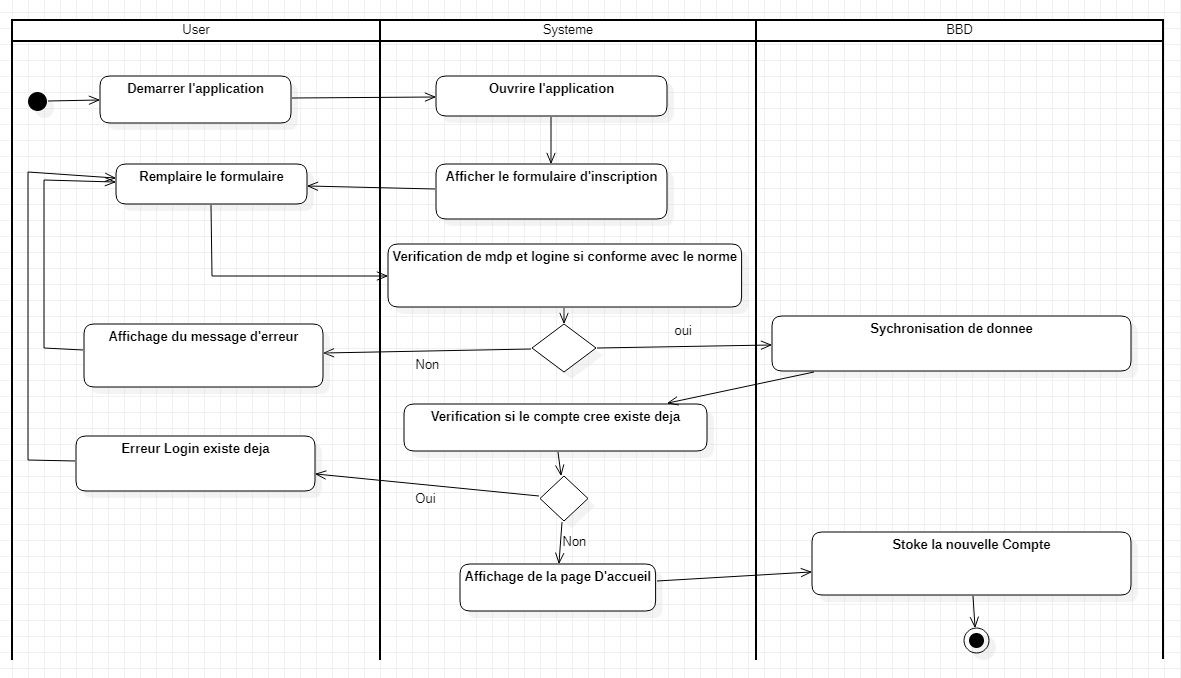 User
Systeme
BBD
Demarrer l'application
Ouvrire l'application
Remplaire le formulaire
Afficher le formulaire d'inscription
Verification de mdp et logine si conforme avec le norme
Affichage du message d'erreur
Non
oui
Sychronisation de donnee
Verification si le compte cree existe deja
Erreur Login existe deja
Oui
Non
Affichage de la page D'accueil
Stoke la nouvelle Compte